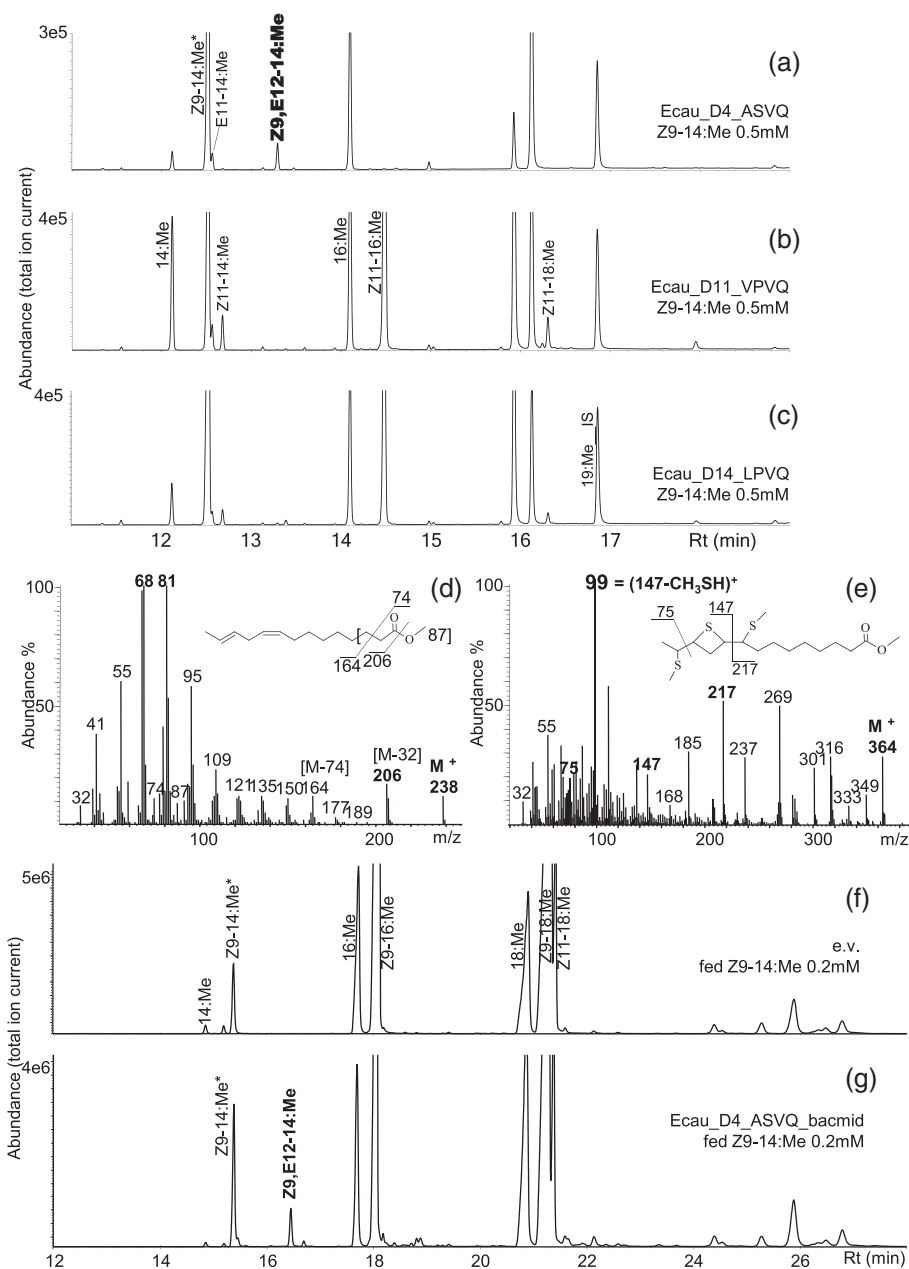 Abundance (total ion current)
3e5
Z9-14:Me*
E11-14:Me
Z9,E12-14:Me
(a)
Ecau_D4_ASVQ
Z9-14:Me 0.5mM
4e5
14:Me
Z11-14:Me
16:Me
Z11-16:Me
Z11-18:Me
(b)
Ecau_D11_VPVQ
Z9-14:Me 0.5mM
4e5
19:Me IS
(c)
Ecau_D14_LPVQ
Z9-14:Me 0.5mM
12 13 14 15 16 17 Rt (min)
(d)
Abundance %
100
50
32 41 55 68 74 81 87 95 109 121 135 150 164 177 189
[M-74]
[M-32]
206
M +
238
74
O
O
[ 87]
164 206
100 200 m/z
(e)
Abundance %
100
50
99 = (147-CH3SH)+
32 55 75 147 168 185 217 237 269 301 316 333 349
M +
364
75 S 147 S
S
217
O
O
100 200 300 m/z
Abundance (total ion current)
5e6
14:Me
Z9-14:Me*
16:Me
Z9-16:Me
18:Me
Z9-18:Me
Z11-18:Me
(f)
e.v.
fed Z9-14:Me 0.2mM
4e6
Z9-14:Me*
Z9,E12-14:Me
(g)
Ecau_D4_ASVQ_bacmid
fed Z9-14:Me 0.2mM
12 14 16 18 20 22 24 26 Rt (min)